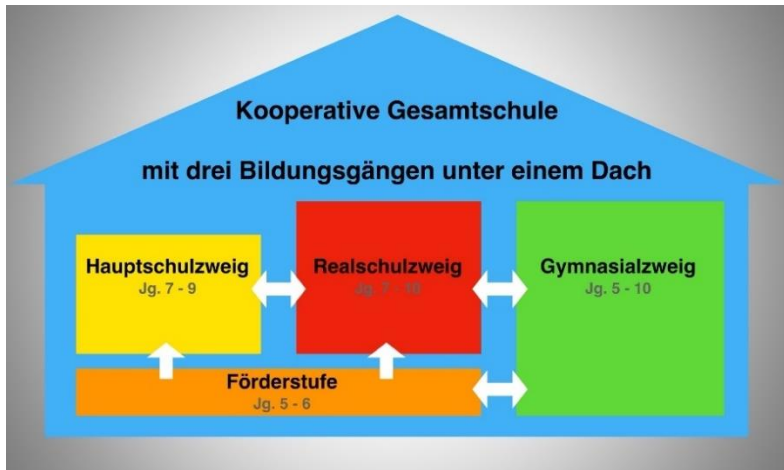 Kooperative Gesamtschule
mit drei Bildungsgängen unter einem Dach
Hauptschulzweig
Jg. 7 - 9
Realschulzweig
Jg. 7 - 10
Gymnasialzweig
Jg. 5 - 10
Förderstufe
Jg. 5 - 6